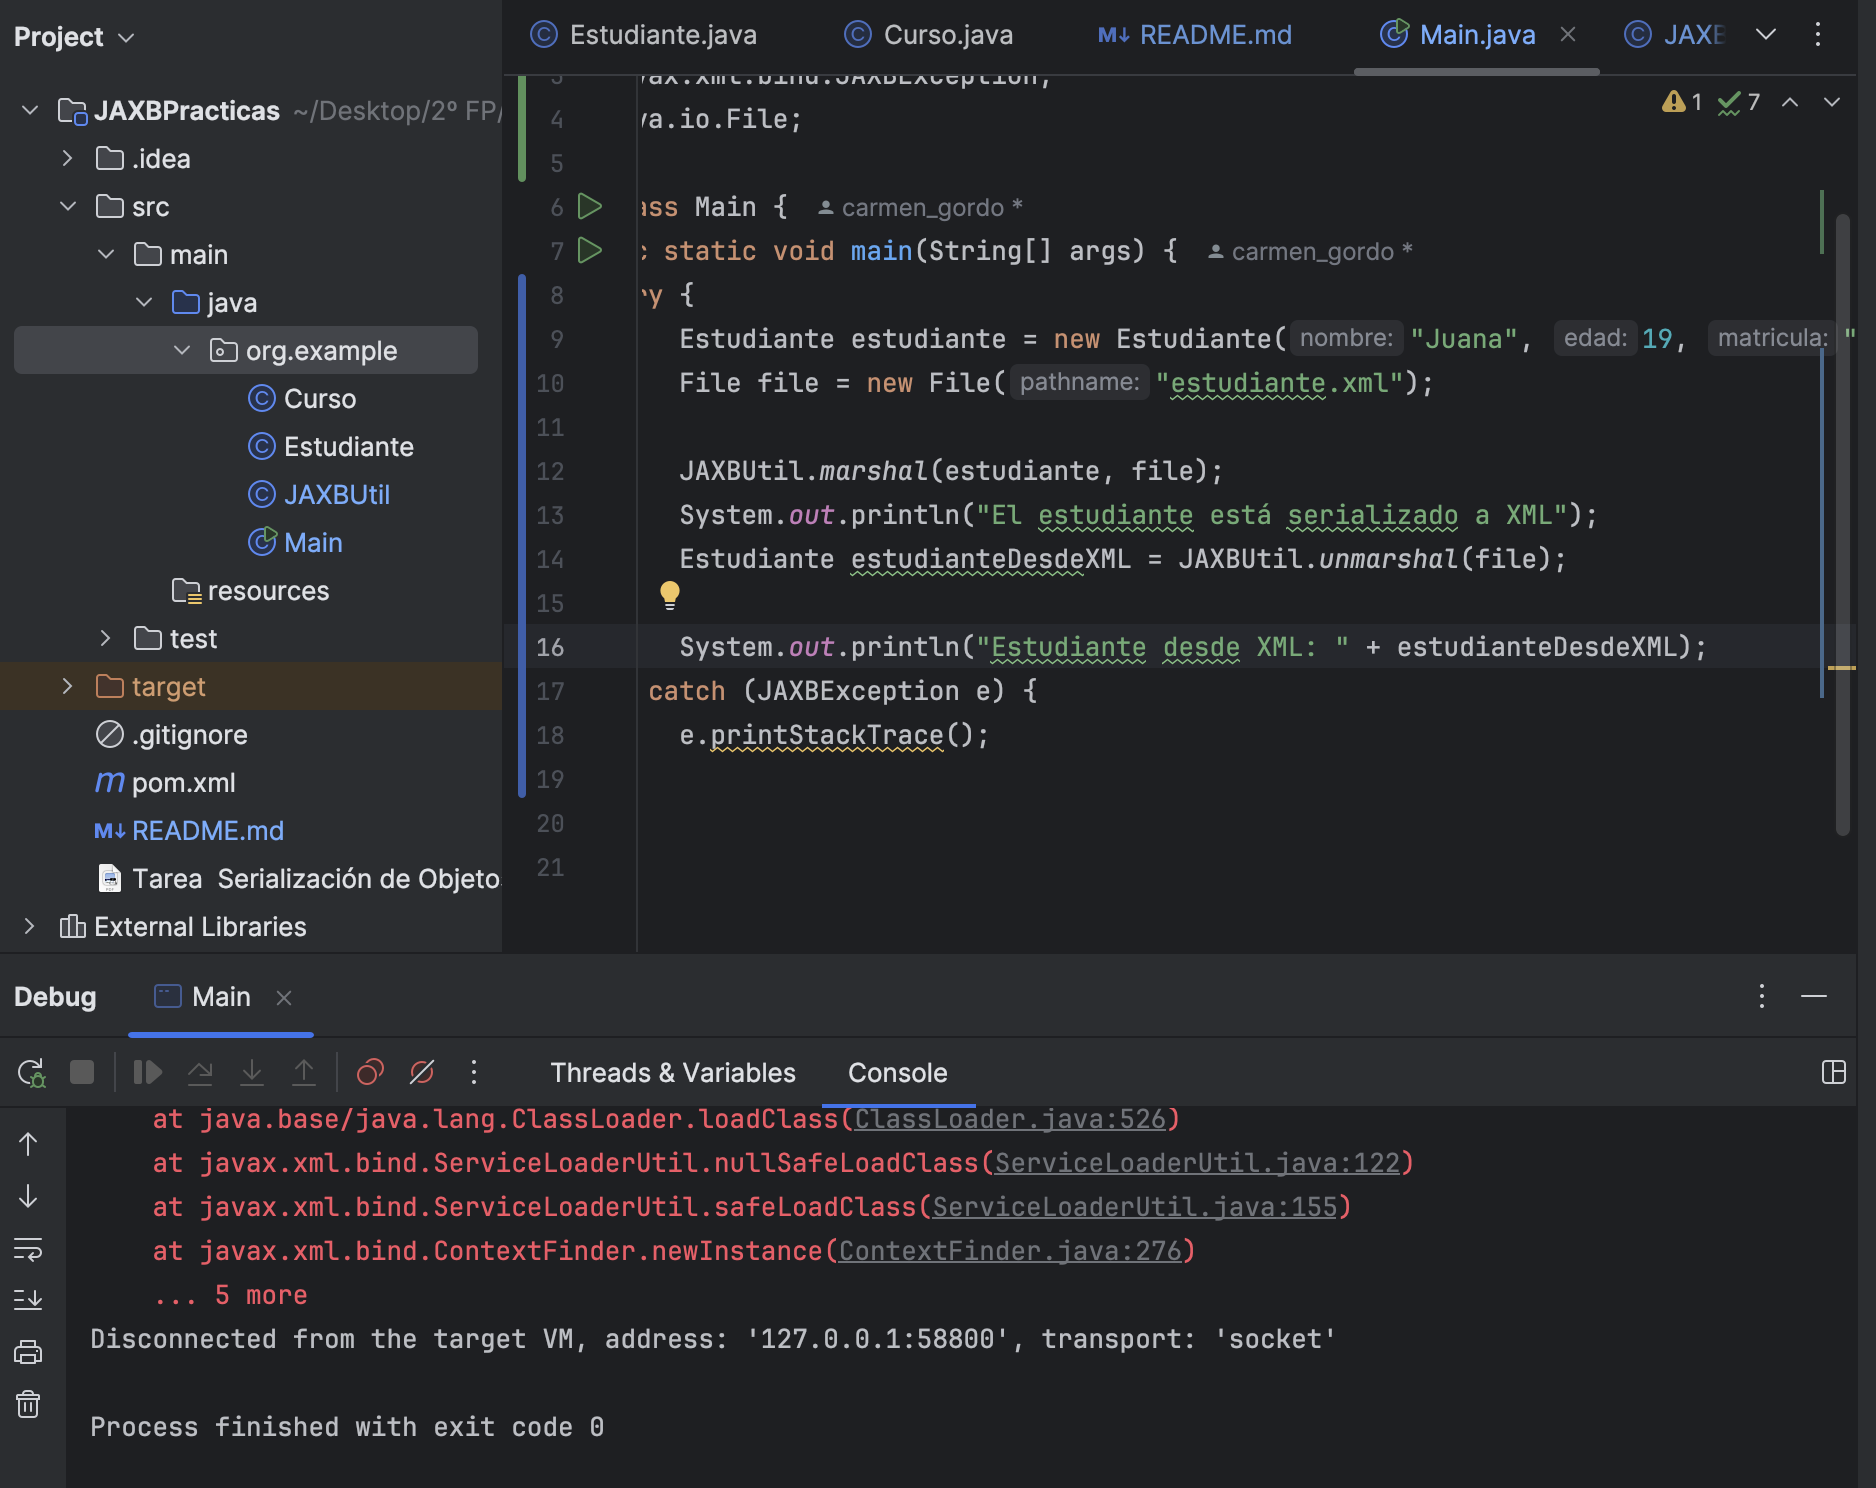 Project
JAXBPracticas ~/Desktop/2º FP/
.idea
src
main
java
org.example
Curso
Estudiante
JAXBUtil
Main
resources
test
target
.gitignore
pom.xml
README.md
Tarea Serialización de Objeto
External Libraries
Estudiante.java
Curso.java
README.md
Main.java
JAXB
1 7
3 vax.xml.bind.JAXBException;
4 va.io.File;
5
6 ass Main { carmen_gordo *
7 c static void main(String[] args) { carmen_gordo *
8 ry {
9 Estudiante estudiante = new Estudiante( nombre: "Juana", edad: 19, matricula: "
10 File file = new File( pathname: "estudiante.xml");
11
12 JAXBUtil.marshal(estudiante, file);
13 System.out.println("El estudiante está serializado a XML");
14 Estudiante estudianteDesdeXML = JAXBUtil.unmarshal(file);
15
16 System.out.println("Estudiante desde XML: " + estudianteDesdeXML);
17 catch (JAXBException e) {
18 e.printStackTrace();
19
20
21
Debug Main
Threads & Variables Console
at java.base/java.lang.ClassLoader.loadClass(ClassLoader.java:526)
at javax.xml.bind.ServiceLoaderUtil.nullSafeLoadClass(ServiceLoaderUtil.java:122)
at javax.xml.bind.ServiceLoaderUtil.safeLoadClass(ServiceLoaderUtil.java:155)
at javax.xml.bind.ContextFinder.newInstance(ContextFinder.java:276)
... 5 more
Disconnected from the target VM, address: '127.0.0.1:58800', transport: 'socket'
Process finished with exit code 0